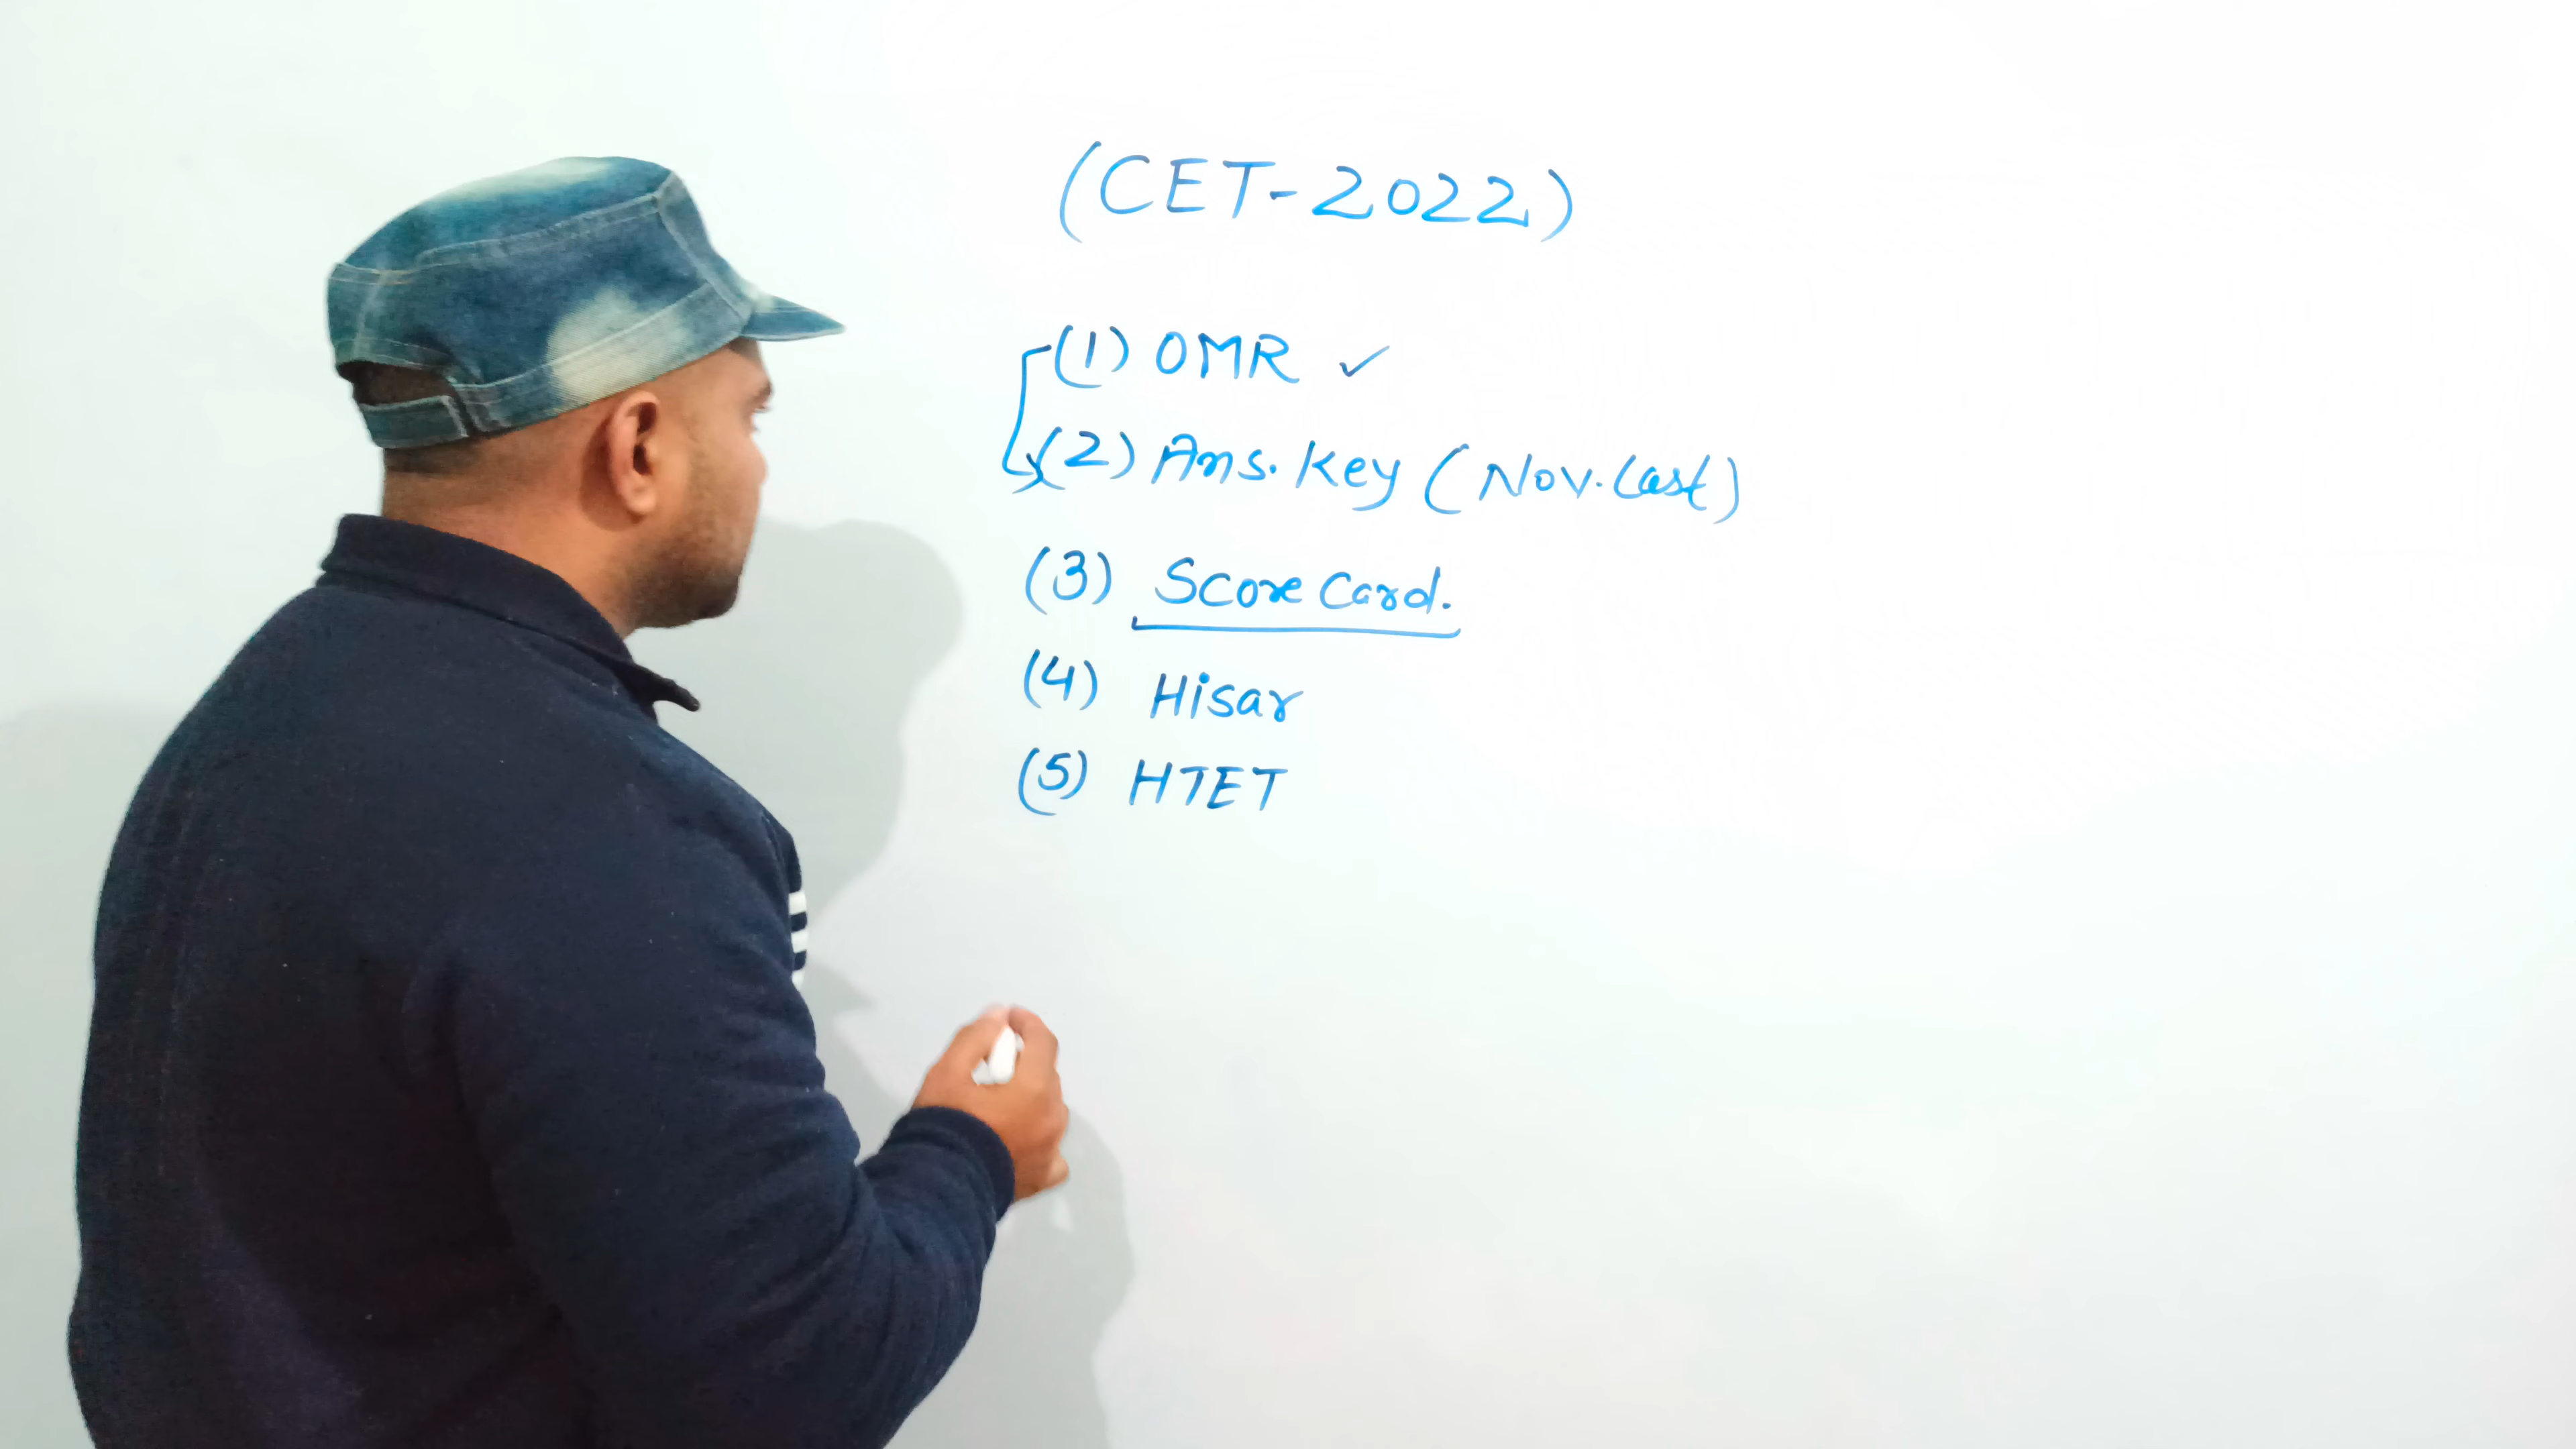 (CET-2022)
(1) OMR ✓
(2) Ans. Key (Nov. Last)
(3) Score Card.
(4) Hisar
(5) HTET